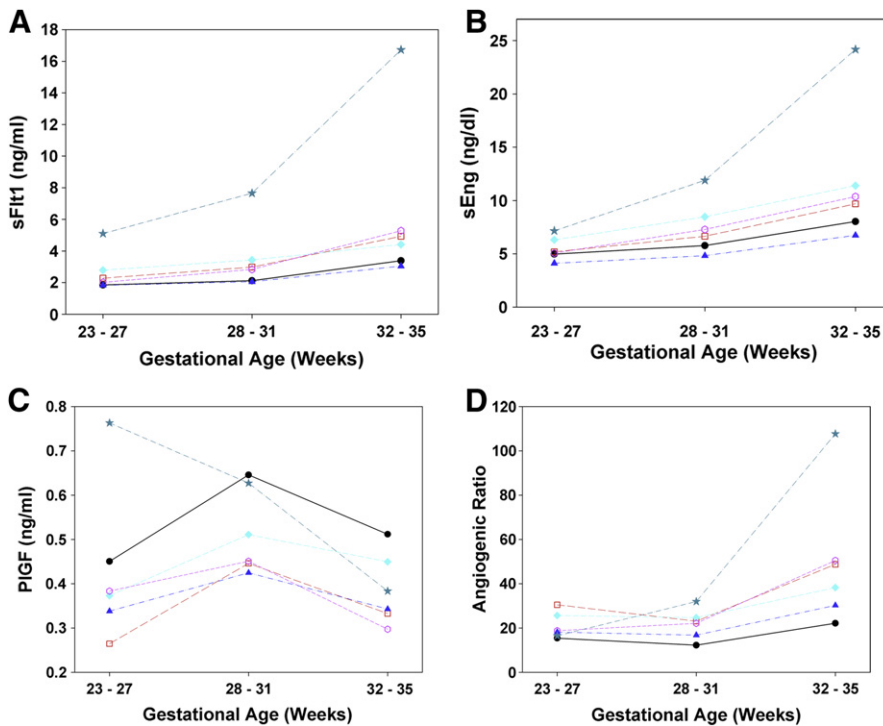 A
sFlt1 (ng/ml)
18
16
14
12
10
8
6
4
2
0
23 - 27
28 - 31
32 - 35
Gestational Age (Weeks)
B
sEng (ng/dl)
25
20
15
10
5
0
23 - 27
28 - 31
32 - 35
Gestational Age (Weeks)
C
PlGF (ng/ml)
0.8
0.7
0.6
0.5
0.4
0.3
0.2
23 - 27
28 - 31
32 - 35
Gestational Age (Weeks)
D
Angiogenic Ratio
120
100
80
60
40
20
0
23 - 27
28 - 31
32 - 35
Gestational Age (Weeks)